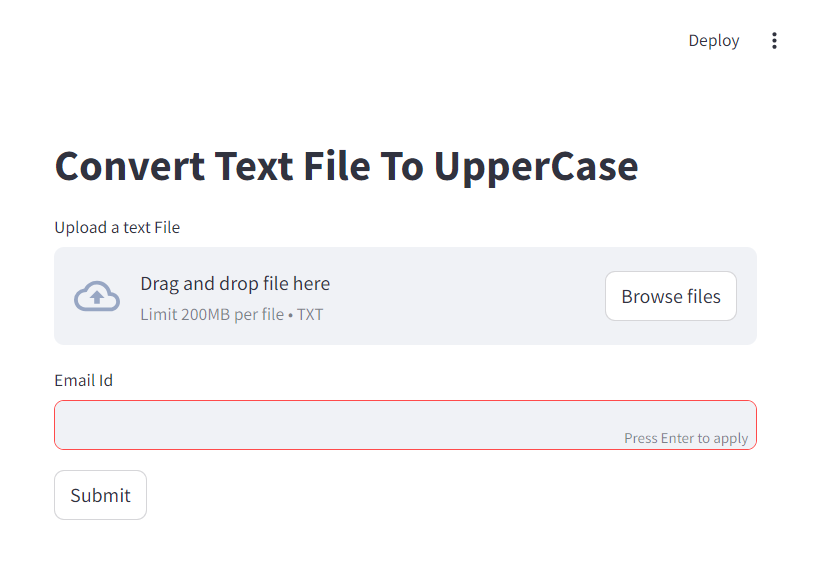 Deploy
Convert Text File To UpperCase
Upload a text File
Drag and drop file here
Limit 200MB per file • TXT
Browse files
Email Id
Press Enter to apply
Submit